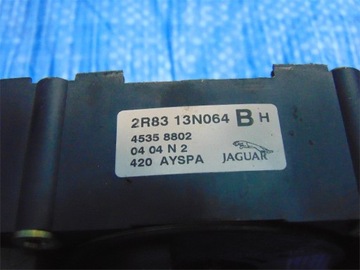 2R83 13N064 B H
4535 8802
04 04 N 2
420 AYSPA JAGUAR